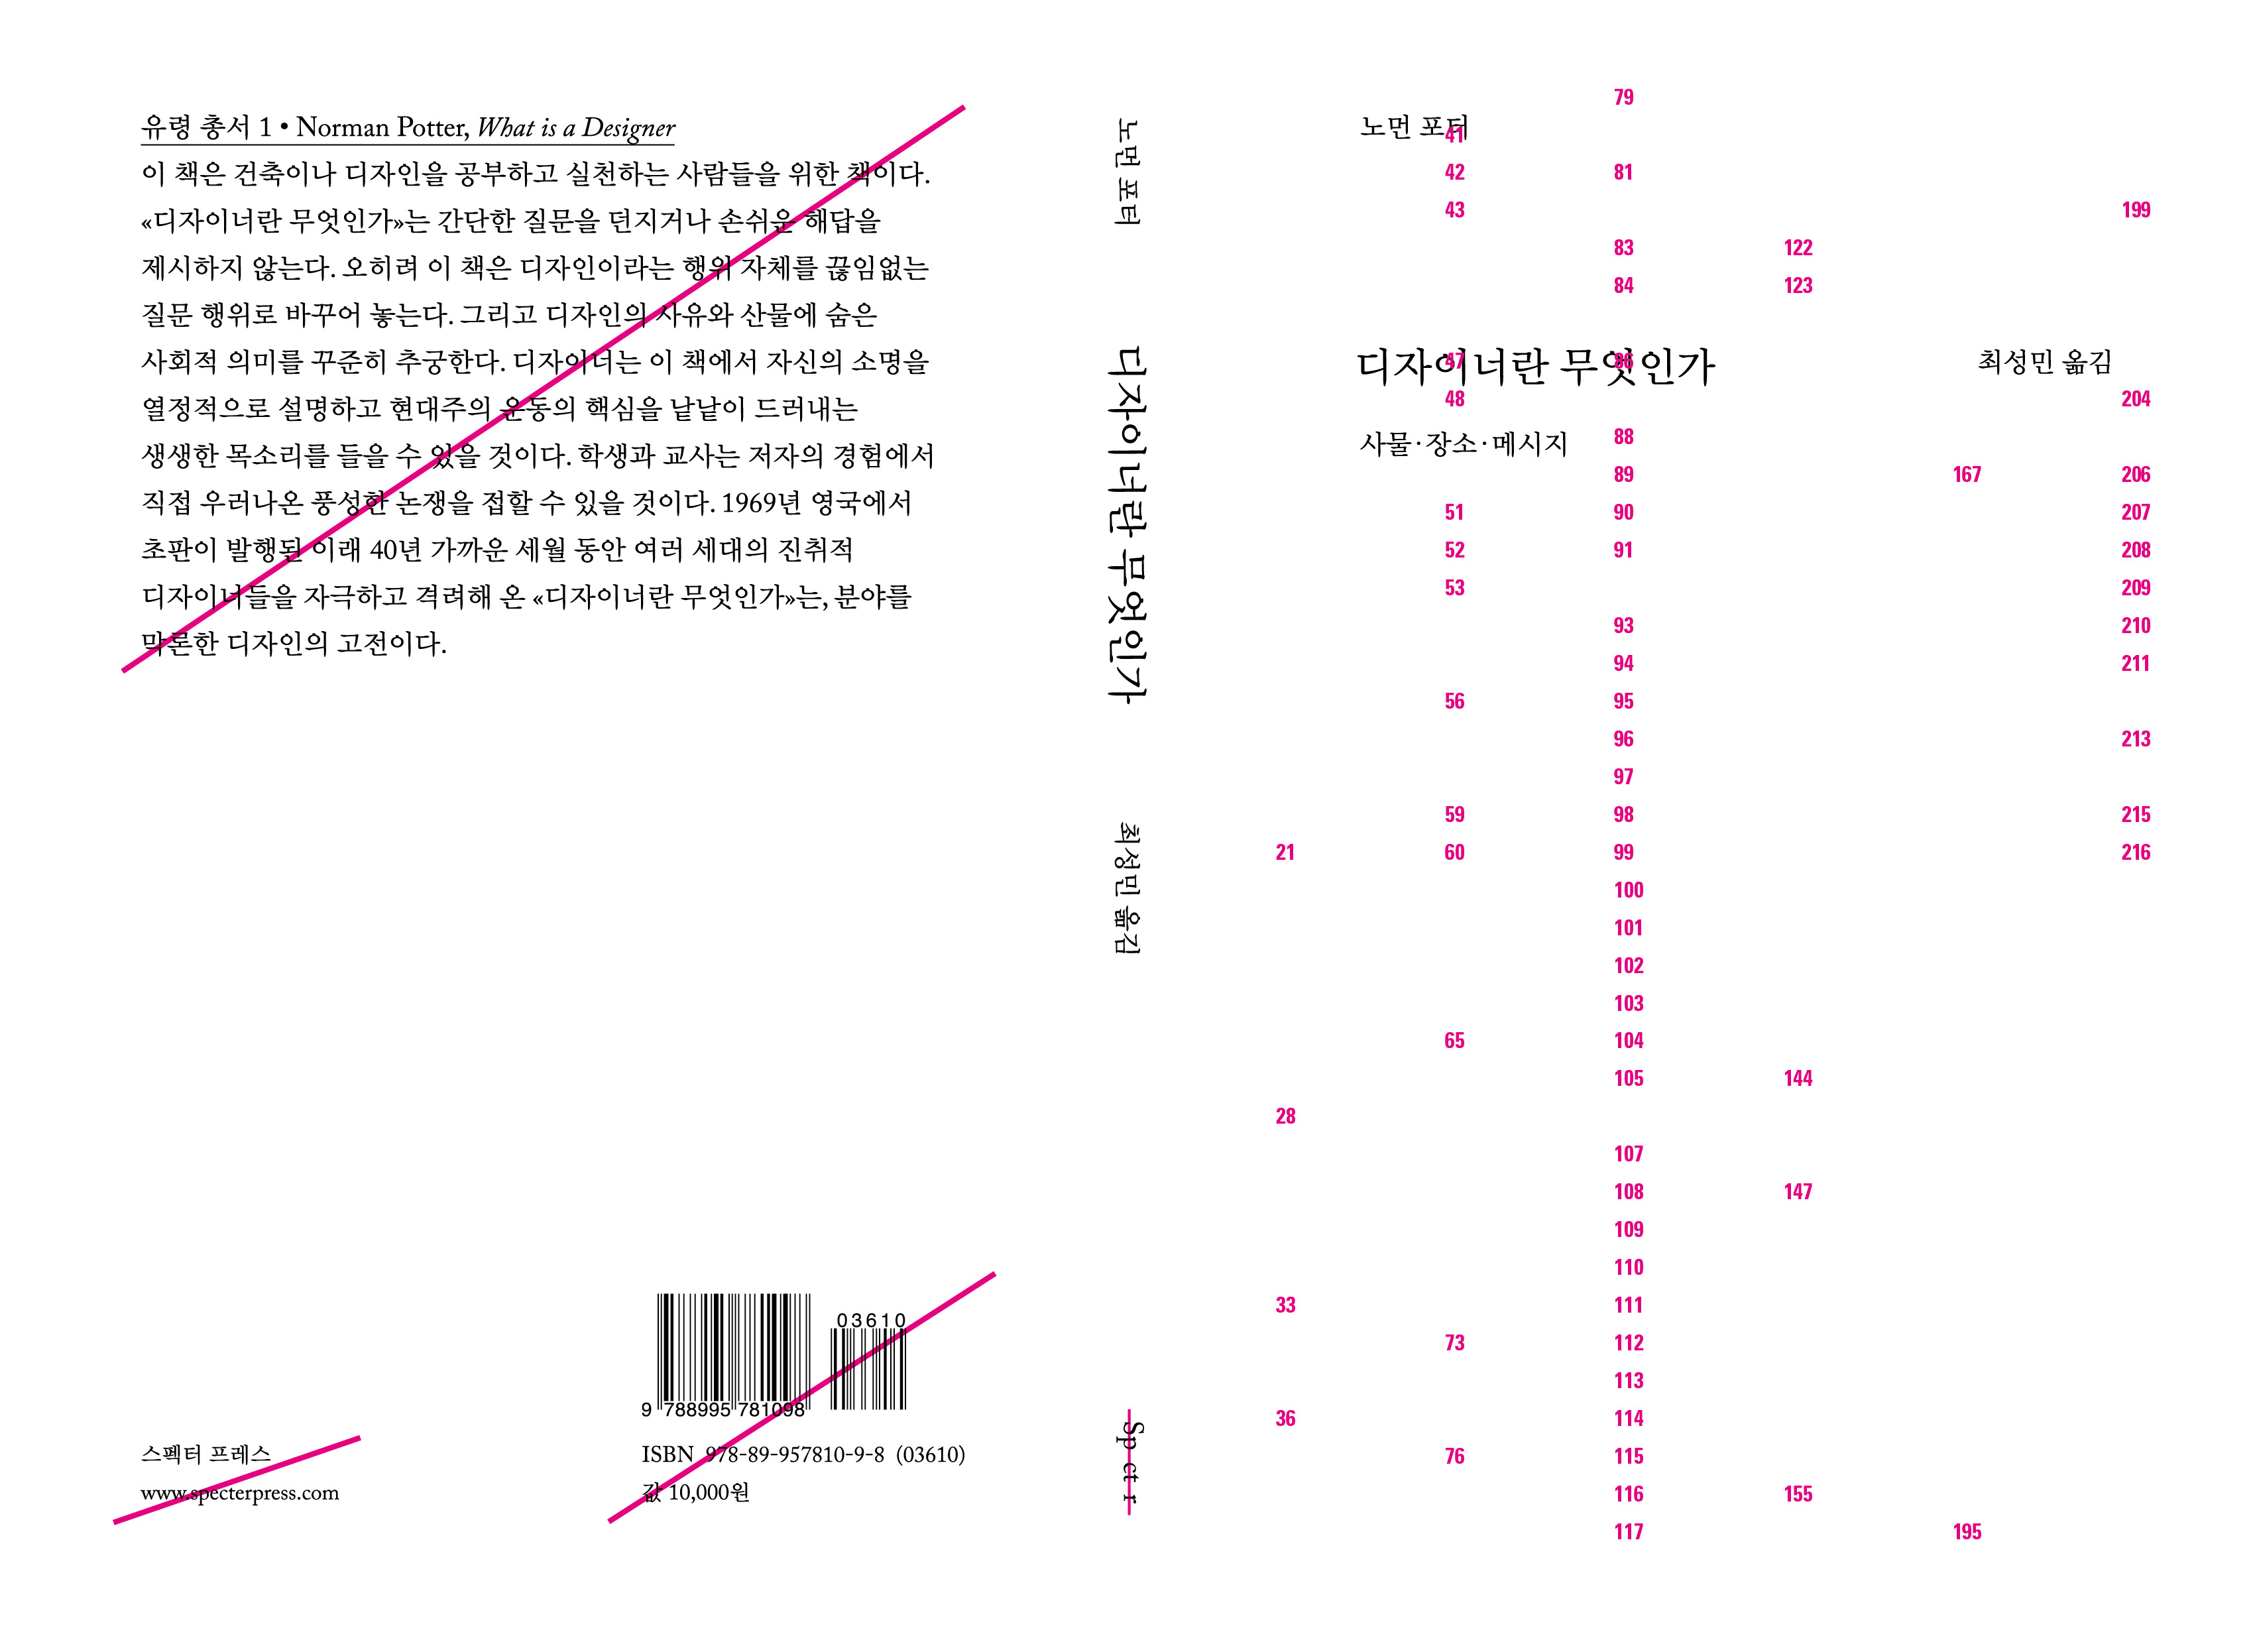 유령 총서 1 • Norman Potter, What is a Designer
이 책은 건축이나 디자인을 공부하고 실천하는 사람들을 위한 책이다.
«디자이너란 무엇인가»는 간단한 질문을 던지거나 손쉬운 해답을
제시하지 않는다. 오히려 이 책은 디자인이라는 행위 자체를 끊임없는
질문 행위로 바꾸어 놓는다. 그리고 디자인의 사유와 산물에 숨은
사회적 의미를 꾸준히 추궁한다. 디자이너는 이 책에서 자신의 소명을
열정적으로 설명하고 현대주의 운동의 핵심을 낱낱이 드러내는
생생한 목소리를 들을 수 있을 것이다. 학생과 교사는 저자의 경험에서
직접 우러나온 풍성한 논쟁을 접할 수 있을 것이다. 1969년 영국에서
초판이 발행된 이래 40년 가까운 세월 동안 여러 세대의 진취적
디자이너들을 자극하고 격려해 온 «디자이너란 무엇인가»는, 분야를
막론한 디자인의 고전이다.
스펙터 프레스
www.specterpress.com
03610
9 788995 781098
ISBN 978-89-957810-9-8 (03610)
값 10,000원
노먼 포터
디자이너란 무엇인가
최성민 옮김
Sp ct r
노먼 포터
디자이너란 무엇인가
최성민 옮김
사물·장소·메시지
21
28
33
36
41
42
43
47
48
51
52
53
56
59
60
65
73
76
79
81
83
84
86
88
89
90
91
93
94
95
96
97
98
99
100
101
102
103
104
105
107
108
109
110
111
112
113
114
115
116
117
122
123
144
147
155
167
195
199
204
206
207
208
209
210
211
213
215
216